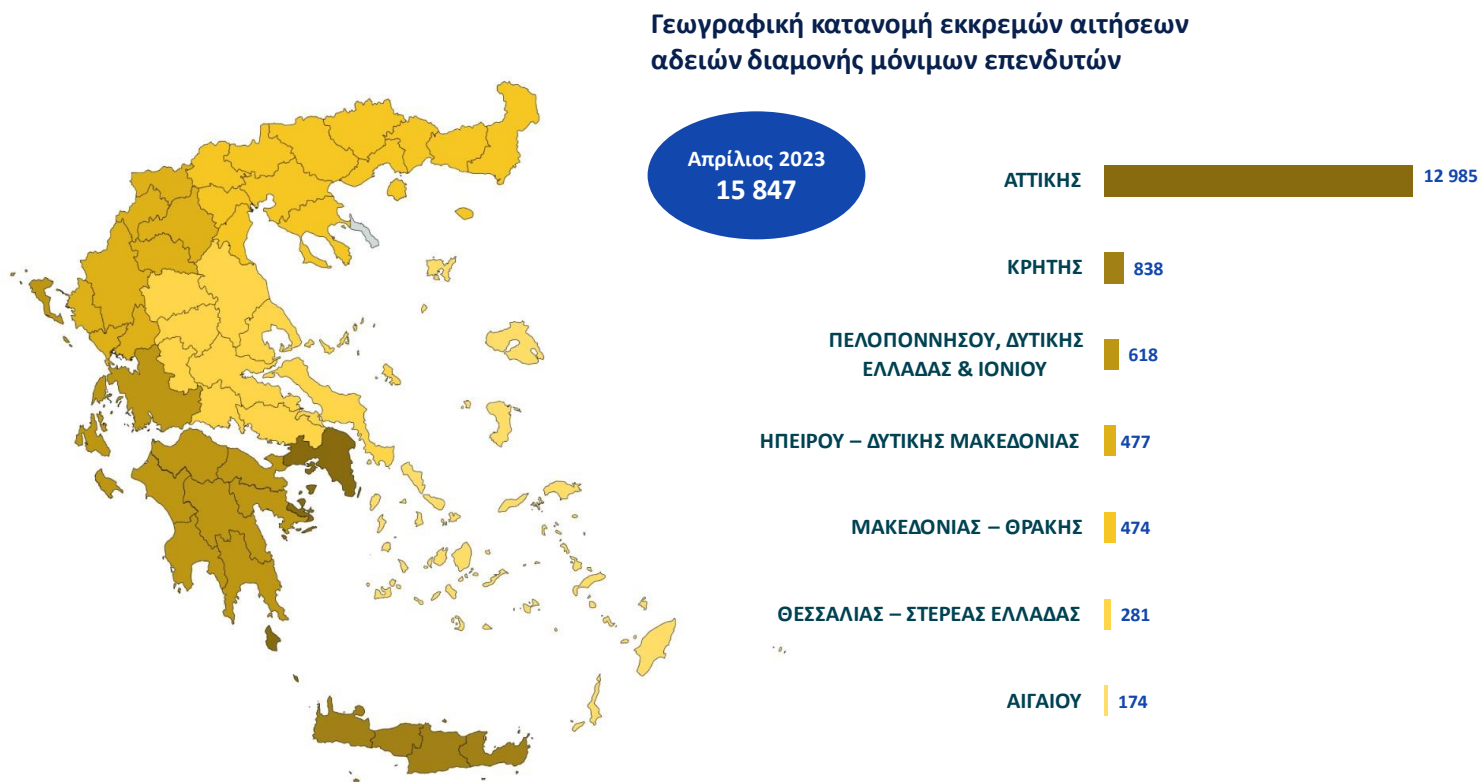 Γεωγραφική κατανομή εκκρεμών αιτήσεων
αδειών διαμονής μόνιμων επενδυτών
Απρίλιος 2023
15 847
ΑΤΤΙΚΗΣ
12 985
ΚΡΗΤΗΣ
838
ΠΕΛΟΠΟΝΝΗΣΟΥ, ΔΥΤΙΚΗΣ
ΕΛΛΑΔΑΣ & ΙΟΝΙΟΥ
618
ΗΠΕΙΡΟΥ – ΔΥΤΙΚΗΣ ΜΑΚΕΔΟΝΙΑΣ
477
ΜΑΚΕΔΟΝΙΑΣ – ΘΡΑΚΗΣ
474
ΘΕΣΣΑΛΙΑΣ – ΣΤΕΡΕΑΣ ΕΛΛΑΔΑΣ
281
ΑΙΓΑΙΟΥ
174